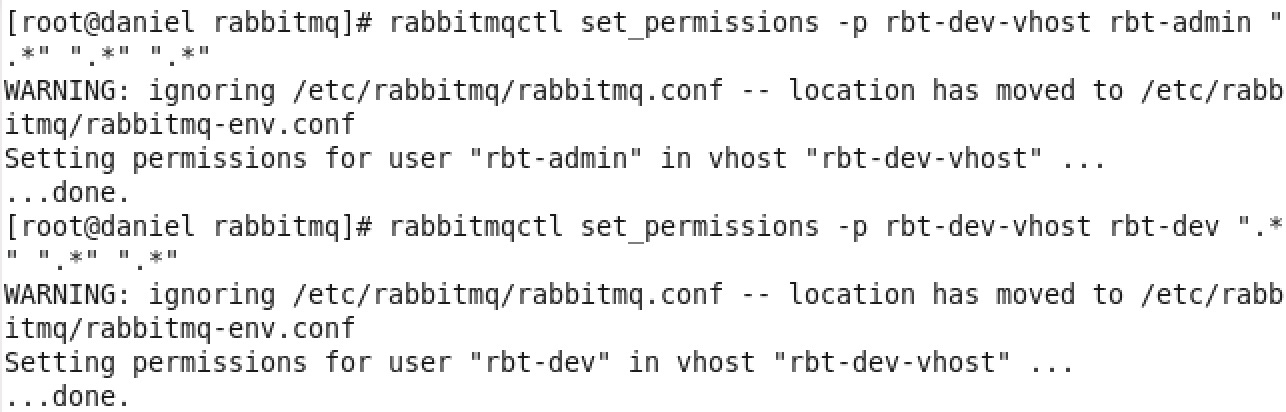 [root@daniel rabbitmq]# rabbitmqctl set_permissions -p rbt-dev-vhost rbt-admin "
.*" ".*" ".*"
WARNING: ignoring /etc/rabbitmq/rabbitmq.conf -- location has moved to /etc/rabb
itmq/rabbitmq-env.conf
Setting permissions for user "rbt-admin" in vhost "rbt-dev-vhost" ...
...done.
[root@daniel rabbitmq]# rabbitmqctl set_permissions -p rbt-dev-vhost rbt-dev ".*
" ".*" ".*"
WARNING: ignoring /etc/rabbitmq/rabbitmq.conf -- location has moved to /etc/rabb
itmq/rabbitmq-env.conf
Setting permissions for user "rbt-dev" in vhost "rbt-dev-vhost" ...
...done.